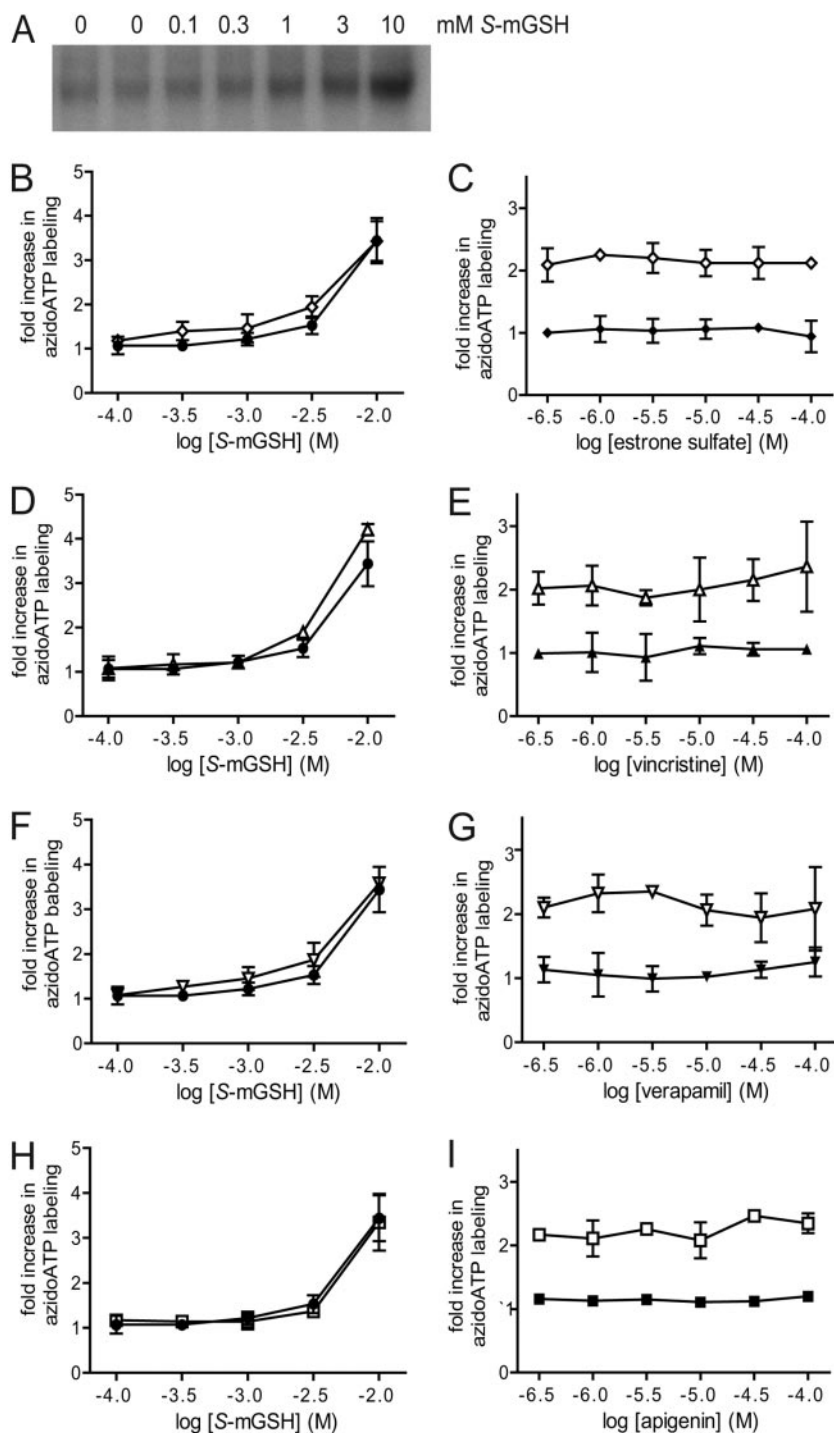 A 0 0 0.1 0.3 1 3 10 mM S-mGSH
B
fold increase in
azidoATP labeling
5
4
3
2
1
0
-4.0 -3.5 -3.0 -2.5 -2.0
log [S-mGSH] (M)
C
fold increase in
azidoATP labeling
3
2
1
0
-6.5 -6.0 -5.5 -5.0 -4.5 -4.0
log [estrone sulfate] (M)
D
fold increase in
azidoATP labeling
5
4
3
2
1
0
-4.0 -3.5 -3.0 -2.5 -2.0
log [S-mGSH] (M)
E
fold increase in
azidoATP labeling
3
2
1
0
-6.5 -6.0 -5.5 -5.0 -4.5 -4.0
log [vincristine] (M)
F
fold increase in
azidoATP babeling
5
4
3
2
1
0
-4.0 -3.5 -3.0 -2.5 -2.0
log [S-mGSH] (M)
G
fold increase in
azidoATP labeling
3
2
1
0
-6.5 -6.0 -5.5 -5.0 -4.5 -4.0
log [verapamil] (M)
H
fold increase in
azidoATP labeling
5
4
3
2
1
0
-4.0 -3.5 -3.0 -2.5 -2.0
log [S-mGSH] (M)
I
fold increase in
azidoATP labeling
3
2
1
0
-6.5 -6.0 -5.5 -5.0 -4.5 -4.0
log [apigenin] (M)